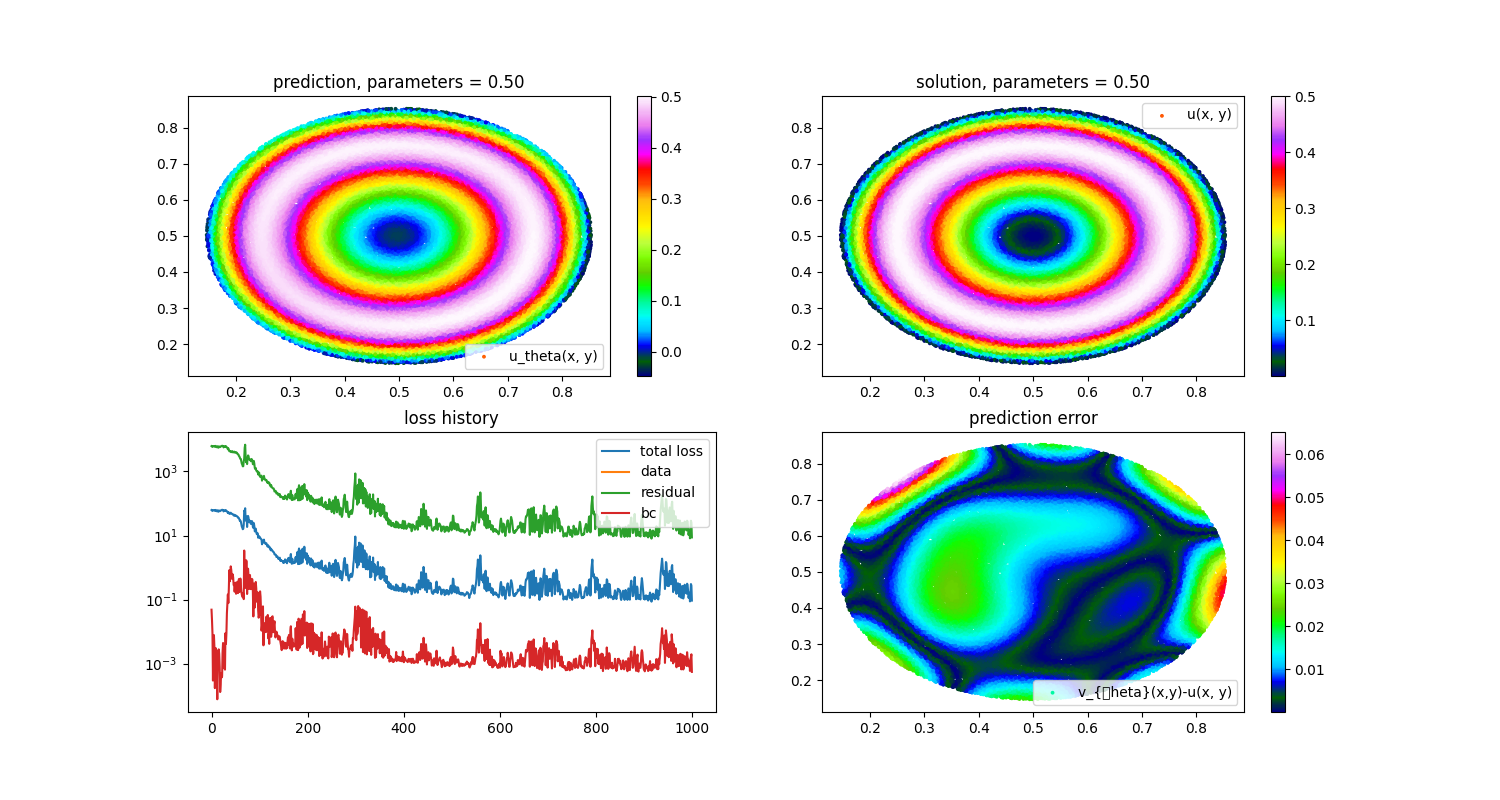 prediction, parameters = 0.50
0.8
0.7
0.6
0.5
0.4
0.3
0.2
0.2 0.3 0.4 0.5 0.6 0.7 0.8
u_theta(x, y)
0.5
0.4
0.3
0.2
0.1
0.0
solution, parameters = 0.50
u(x, y)
0.8
0.7
0.6
0.5
0.4
0.3
0.2
0.2 0.3 0.4 0.5 0.6 0.7 0.8
0.5
0.4
0.3
0.2
0.1
loss history
total loss
data
residual
bc
10³
10¹
10⁻¹
10⁻³
0 200 400 600 800 1000
prediction error
0.8
0.7
0.6
0.5
0.4
0.3
0.2
0.2 0.3 0.4 0.5 0.6 0.7 0.8
v_{▯heta}(x,y)-u(x, y)
0.06
0.05
0.04
0.03
0.02
0.01